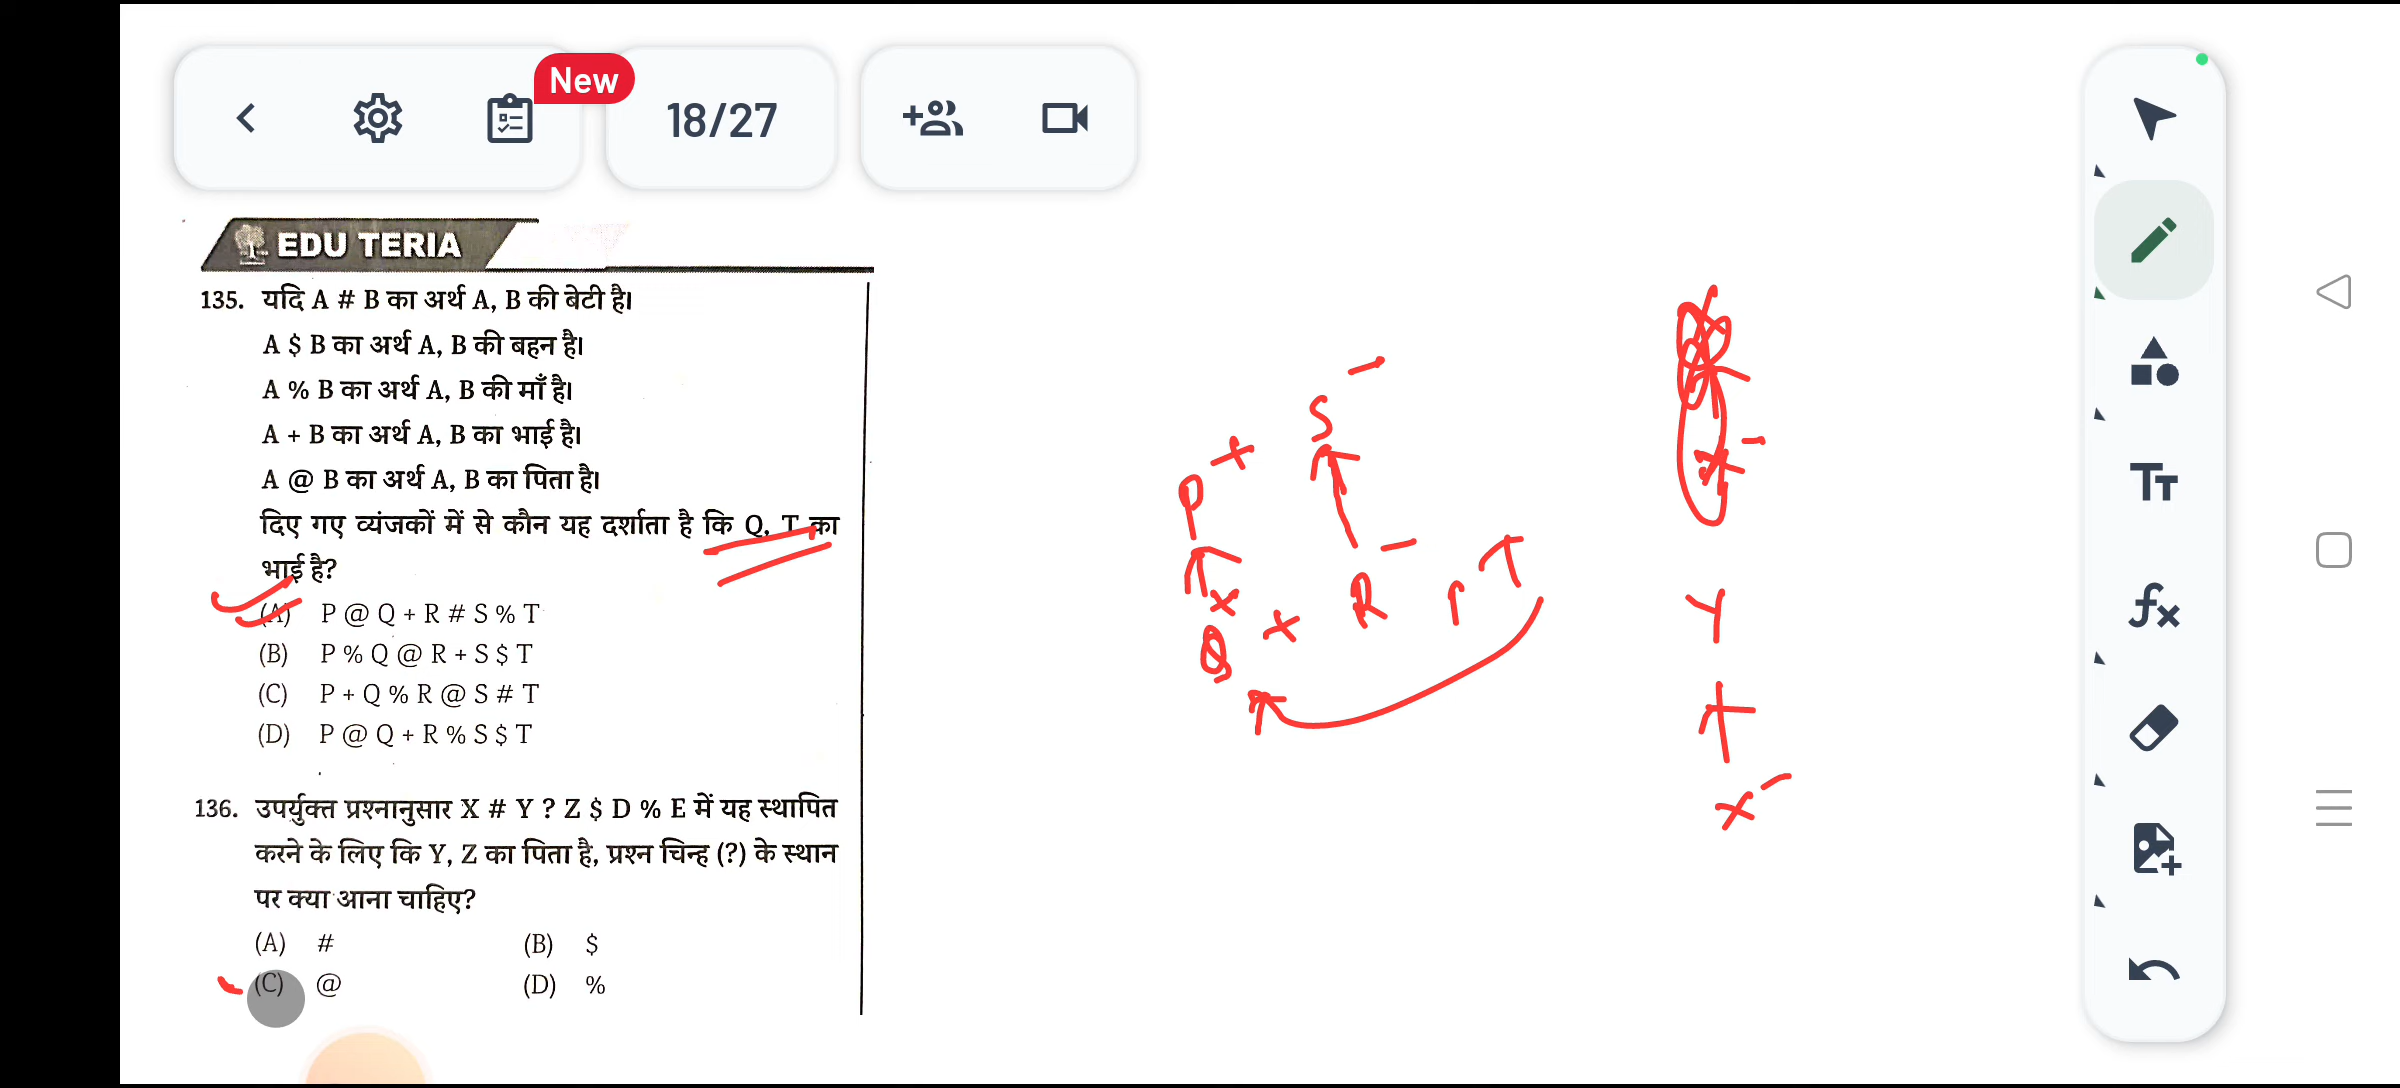 New
18/27
EDU TERIA
135. यदि A # B का अर्थ A, B की बेटी है।
A $ B का अर्थ A, B की बहन है।
A % B का अर्थ A, B की माँ है।
A + B का अर्थ A, B का भाई है।
A @ B का अर्थ A, B का पिता है।
दिए गए व्यंजकों में से कौन यह दर्शाता है कि Q, T का
भाई है?
(A) P @ Q + R # S % T
(B) P % Q @ R + S $ T
(C) P + Q % R @ S # T
(D) P @ Q + R % S $ T
136. उपर्युक्त प्रश्नानुसार X # Y ? Z $ D % E में यह स्थापित
करने के लिए कि Y, Z का पिता है, प्रश्न चिन्ह (?) के स्थान
पर क्या आना चाहिए?
(A) # (B) $
(C) @ (D) %
S -
P +
Q + R - T
Y
x -
Tт
fx